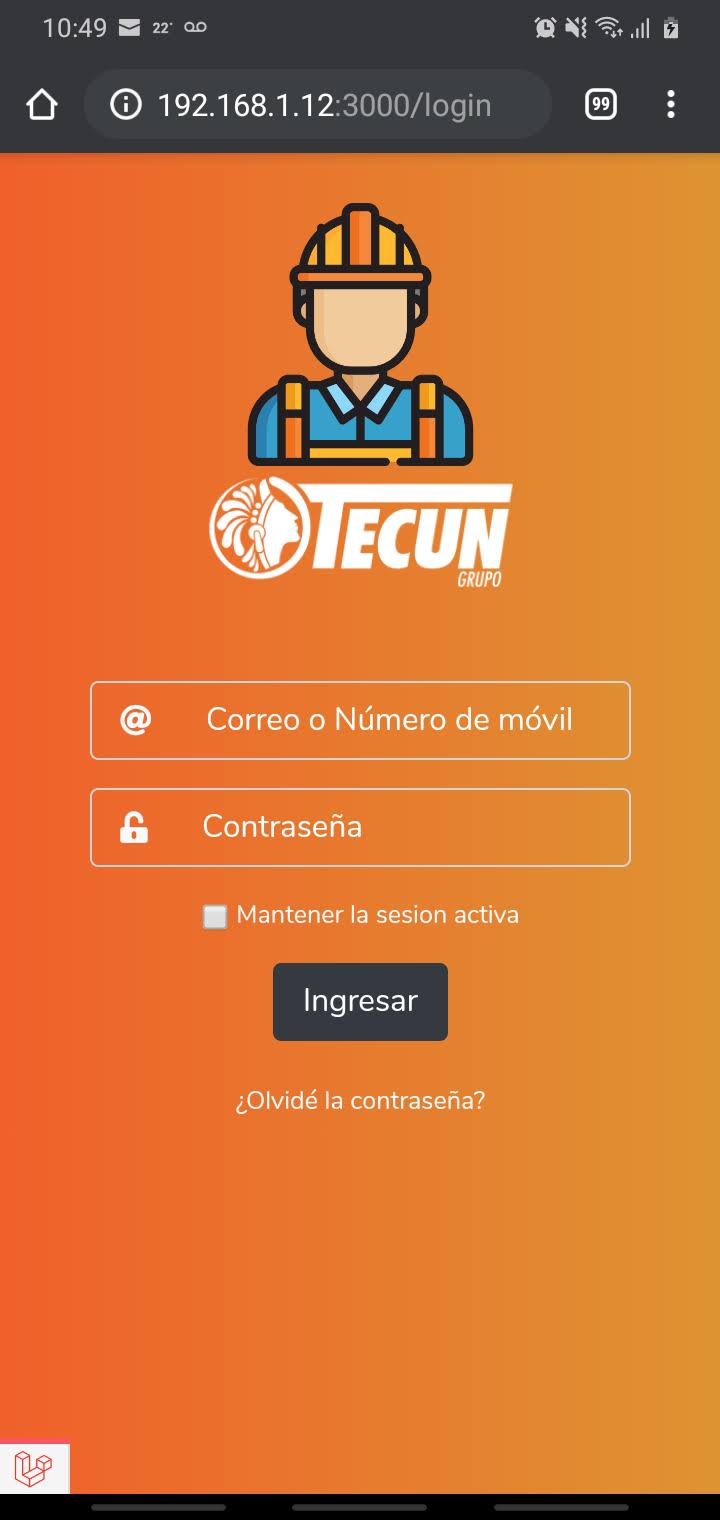 10:49 22°
192.168.1.12:3000/login 99
TECUN
GRUPO
@ Correo o Número de móvil
Contraseña
Mantener la sesion activa
Ingresar
¿Olvidé la contraseña?